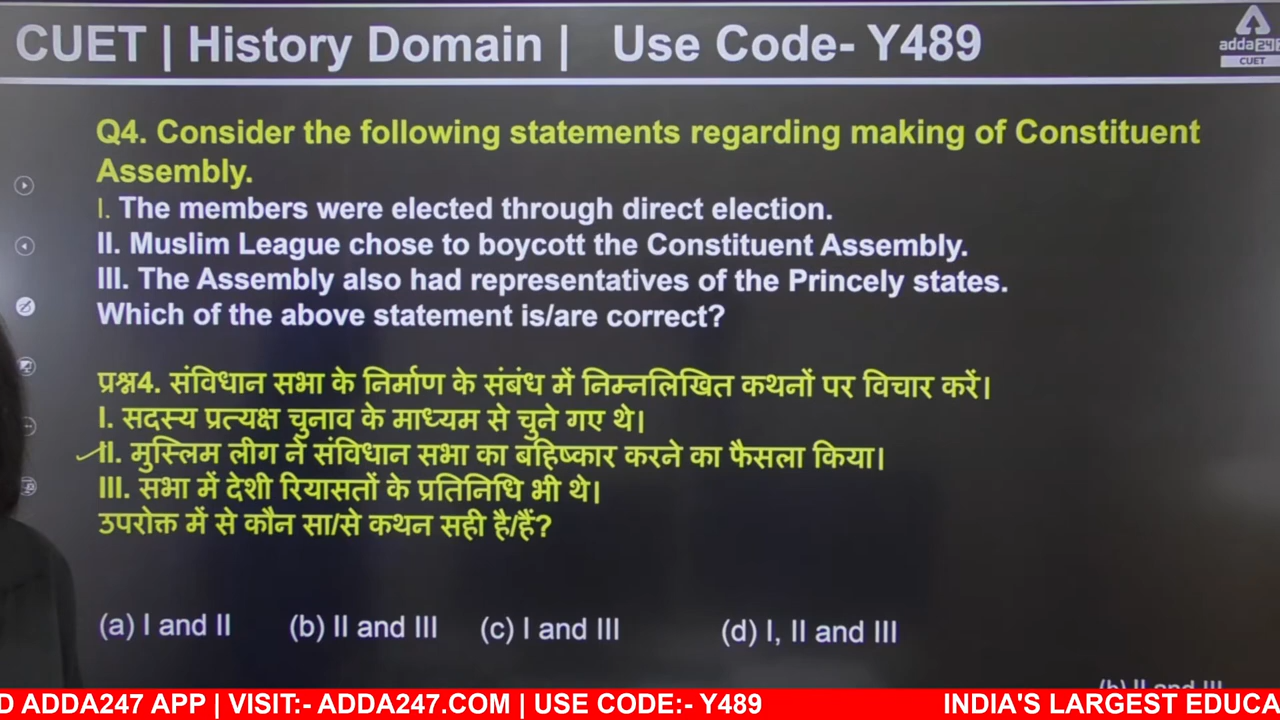 CUET | History Domain | Use Code- Y489
adda247
CUET
Q4. Consider the following statements regarding making of Constituent
Assembly.
I. The members were elected through direct election.
II. Muslim League chose to boycott the Constituent Assembly.
III. The Assembly also had representatives of the Princely states.
Which of the above statement is/are correct?
प्रश्न4. संविधान सभा के निर्माण के संबंध में निम्नलिखित कथनों पर विचार करें।
I. सदस्य प्रत्यक्ष चुनाव के माध्यम से चुने गए थे।
II. मुस्लिम लीग ने संविधान सभा का बहिष्कार करने का फैसला किया।
III. सभा में देशी रियासतों के प्रतिनिधि भी थे।
उपरोक्त में से कौन सा/से कथन सही है/हैं?
(a) I and II (b) II and III (c) I and III (d) I, II and III
(b) II and III
D ADDA247 APP | VISIT:- ADDA247.COM | USE CODE:- Y489 INDIA'S LARGEST EDUCA